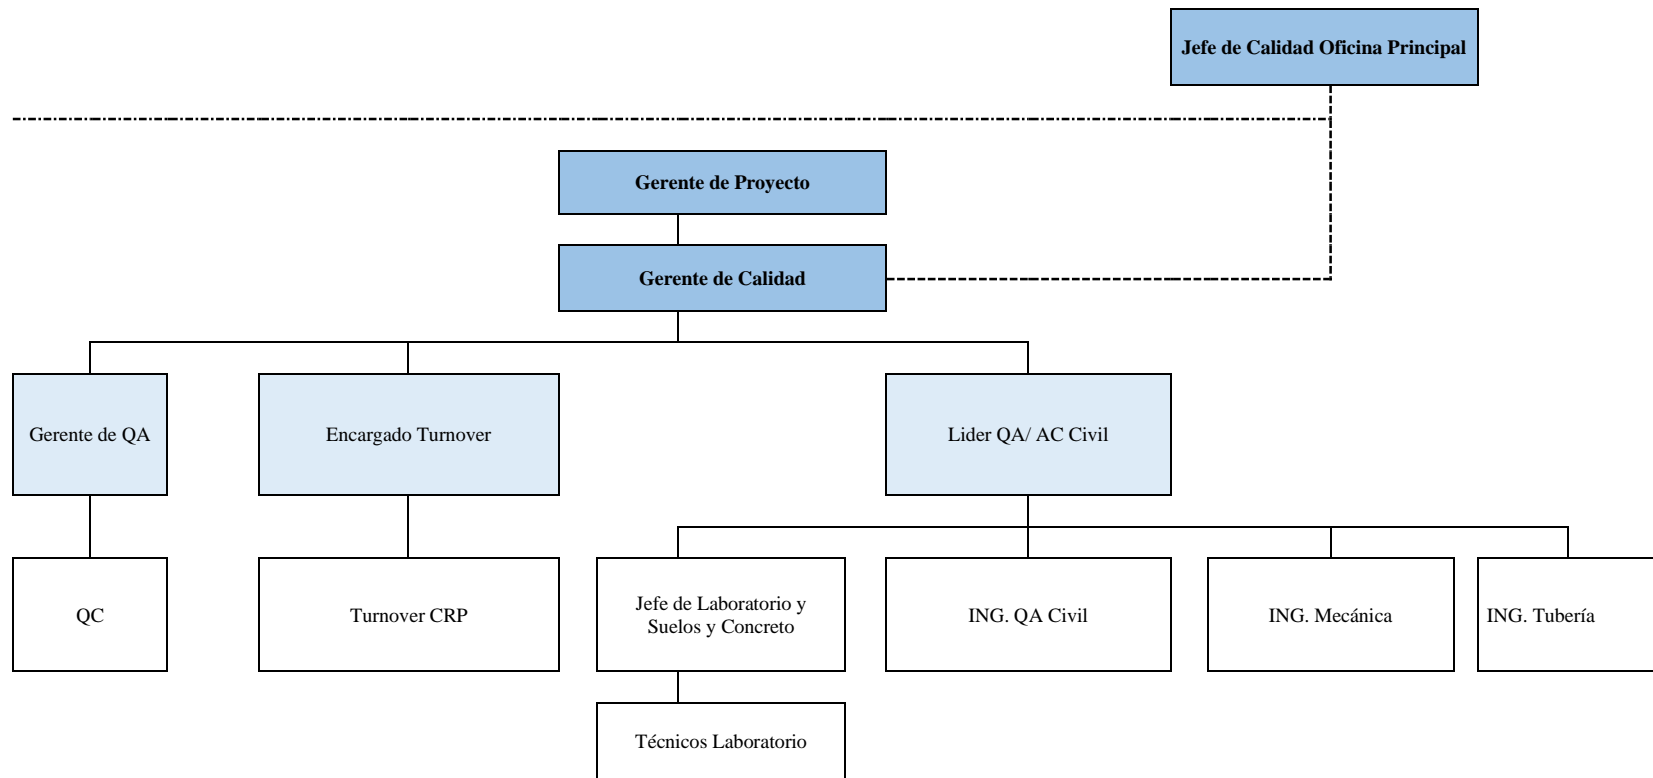 Jefe de Calidad Oficina Principal
Gerente de Proyecto
Gerente de Calidad
Gerente de QA
Encargado Turnover
Lider QA/ AC Civil
QC
Turnover CRP
Jefe de Laboratorio y
Suelos y Concreto
ING. QA Civil
ING. Mecánica
ING. Tubería
Técnicos Laboratorio